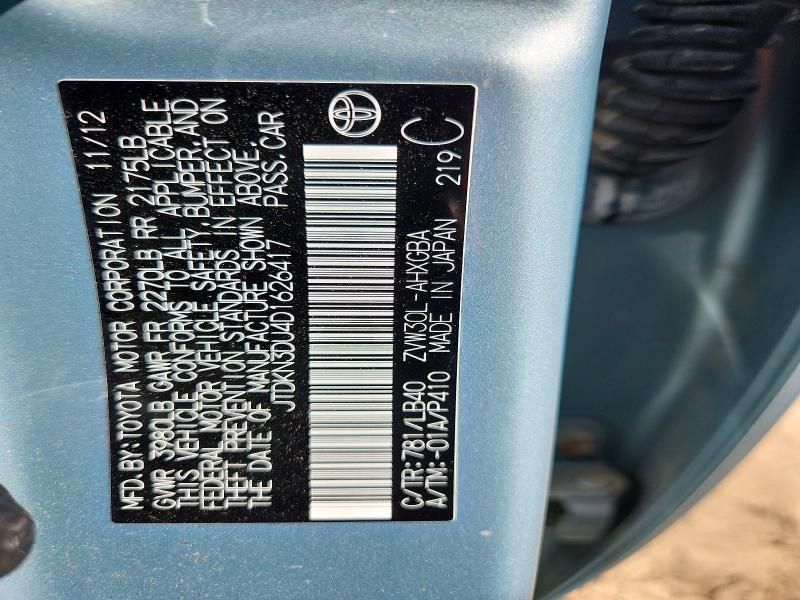 MFD. BY: TOYOTA MOTOR CORPORATION 11/12
GVWR 3980LB GAWR FR 2270LB RR 2175LB
THIS VEHICLE CONFORMS TO ALL APPLICABLE
FEDERAL MOTOR VEHICLE SAFETY, BUMPER, AND
THEFT PREVENTION STANDARDS IN EFFECT ON
THE DATE OF MANUFACTURE SHOWN ABOVE.
JTDKN3DU4D1626417 PASS. CAR
C/TR: 781/LB40 ZVW30L-AHXGBA
A/TM: -01A/P410 MADE IN JAPAN 219 C